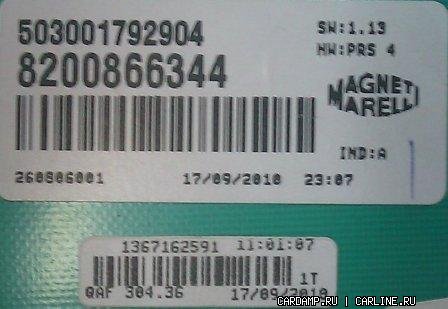 503001792904
SW:1.13
8200866344
HW:PRS 4
MAGNETI
MARELLI
IND:A
260806001 17/09/2010 23:07
1367162591 11:01:07
1T
QAF 304.36 17/09/2010
CARDAMP.RU | CARLINE.RU